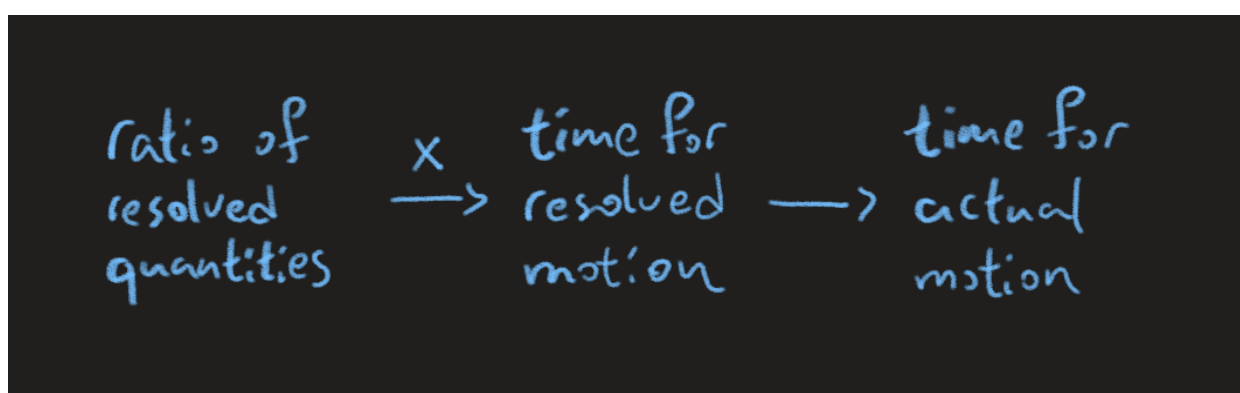 ratio of
resolved
quantities
x
→
time for
resolved
motion
→
time for
actual
motion